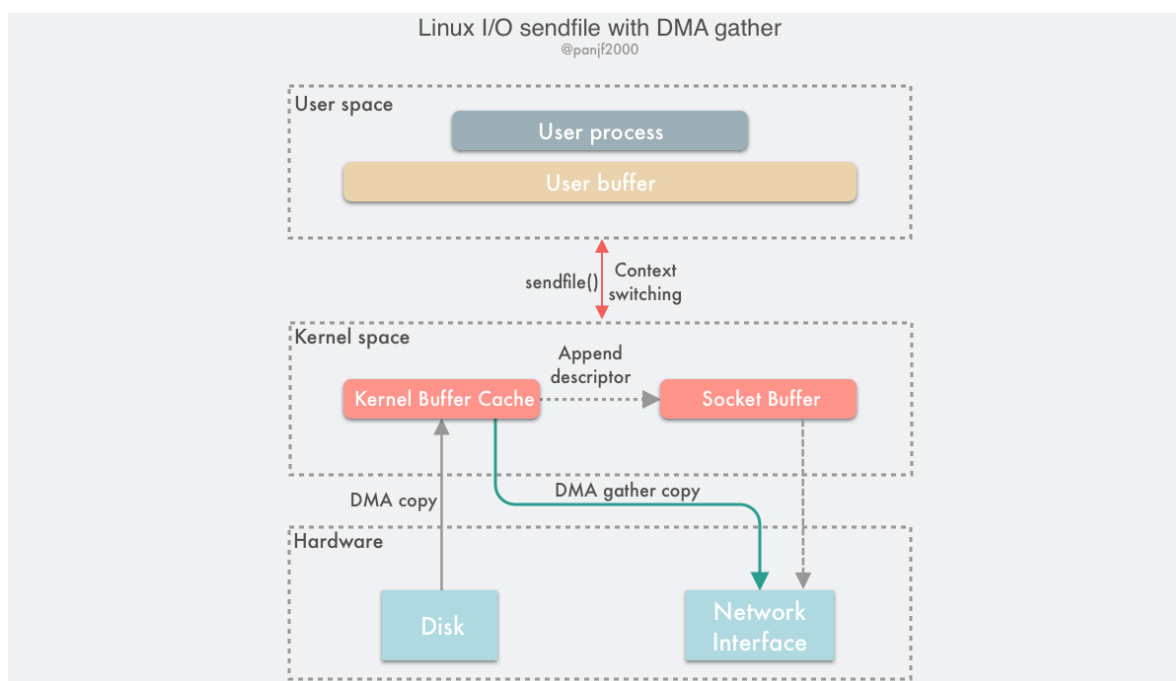 Linux I/O sendfile with DMA gather
@panjf2000
User space
User process
User buffer
sendfile()
Context
switching
Kernel space
Append
descriptor
Kernel Buffer Cache
Socket Buffer
DMA copy
DMA gather copy
Hardware
Disk
Network
Interface